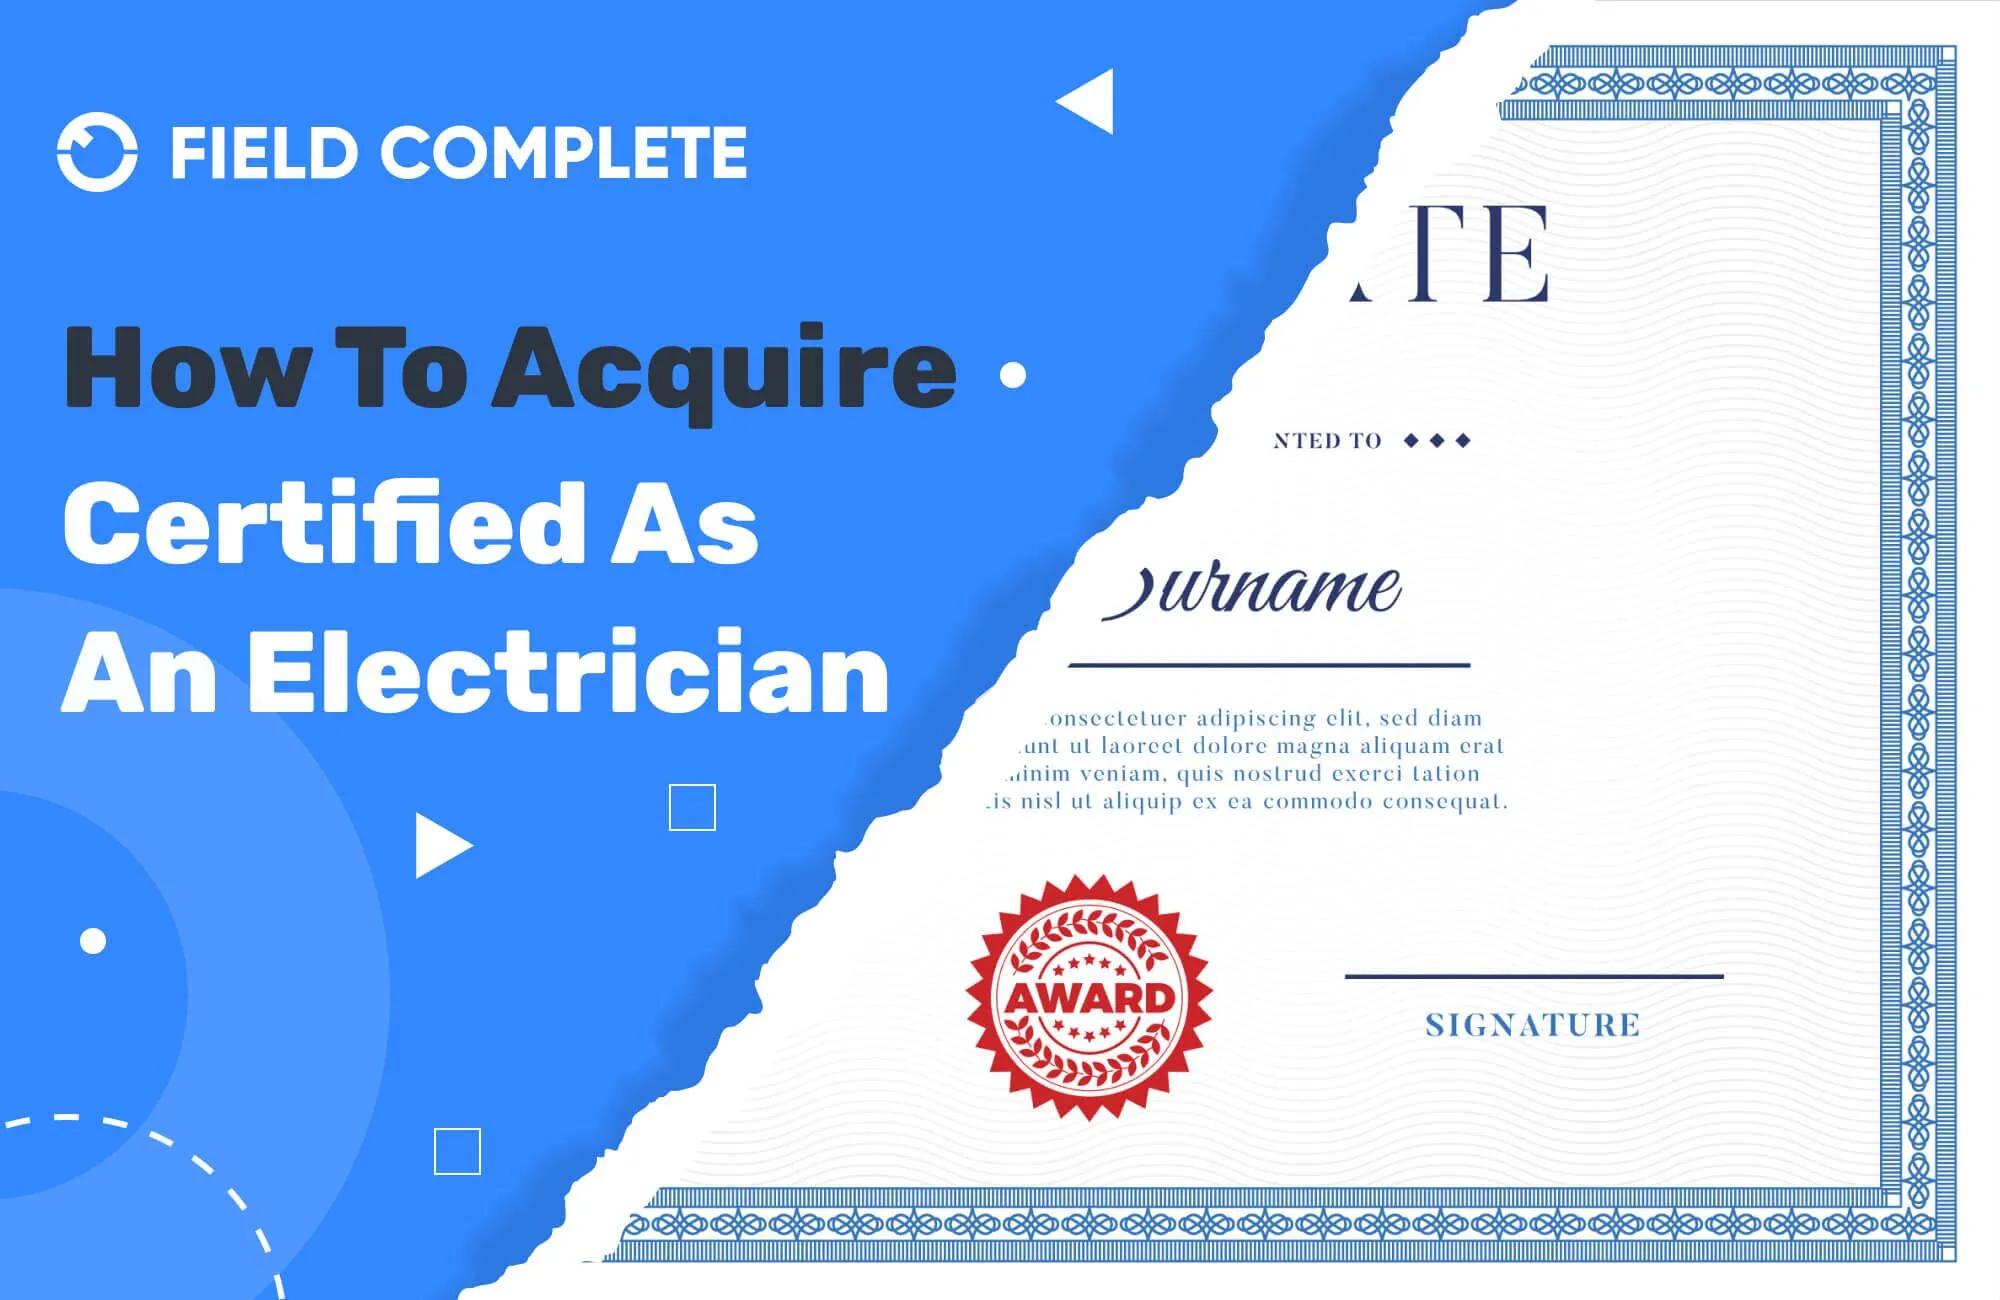 FIELD COMPLETE
How To Acquire
Certified As
An Electrician
TE
NTED TO
urname
onsectetuer adipiscing elit, sed diam
unt ut laoreet dolore magna aliquam erat
inim veniam, quis nostrud exerci tation
is nisl ut aliquip ex ea commodo consequat.
AWARD
SIGNATURE